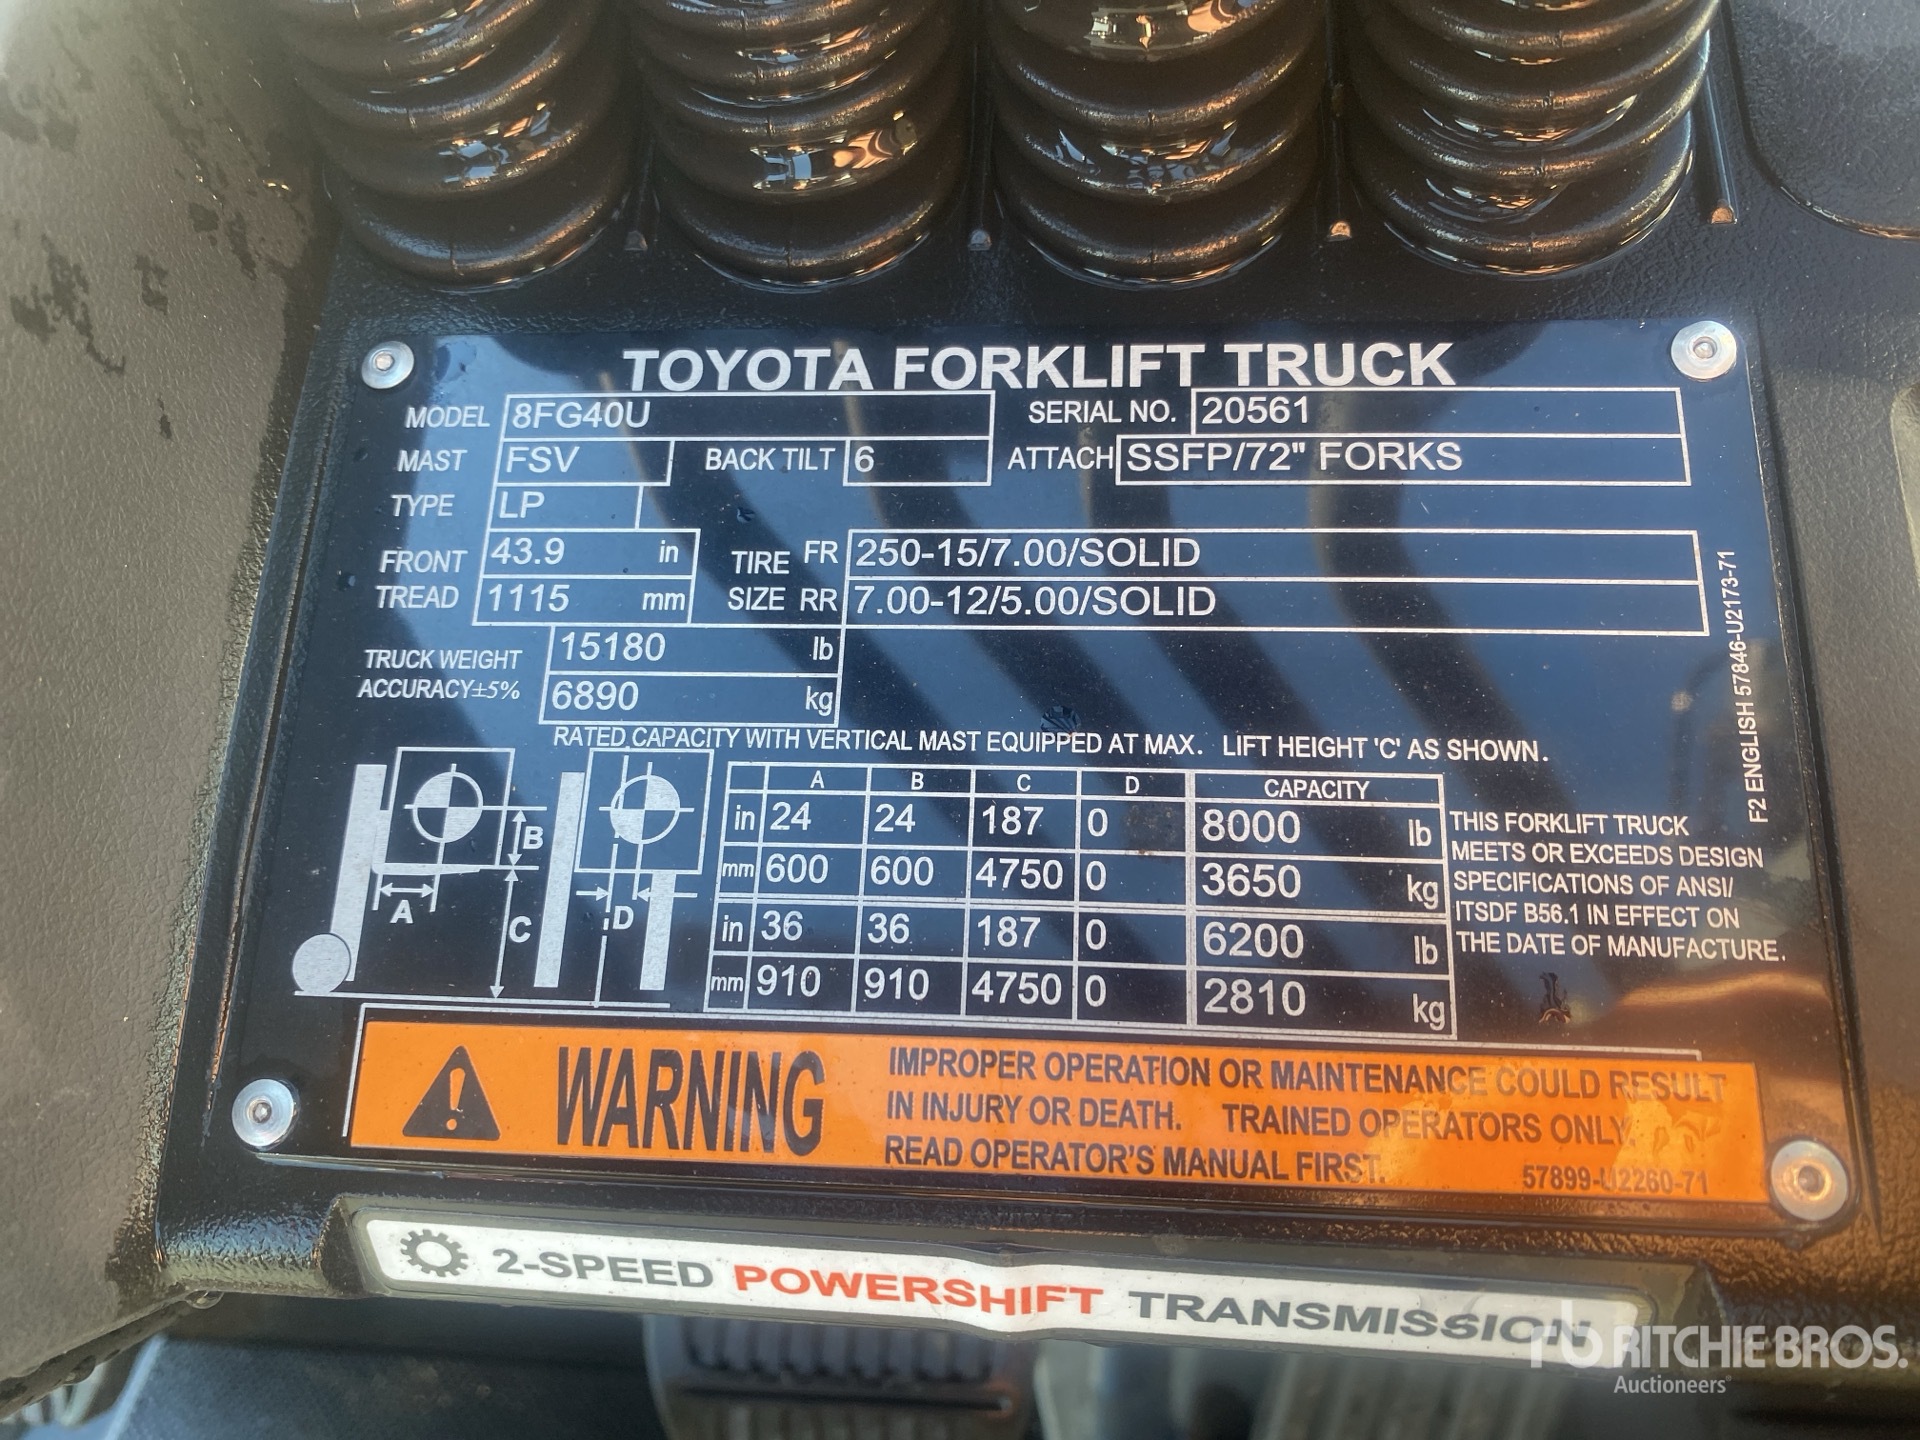 TOYOTA FORKLIFT TRUCK
MODEL 8FG40U SERIAL NO. 20561
MAST FSV BACK TILT 6 ATTACH SSFP/72" FORKS
TYPE LP
FRONT TREAD 43.9 in TIRE SIZE FR 250-15/7.00/SOLID
1115 mm RR 7.00-12/5.00/SOLID
TRUCK WEIGHT 15180 lb
ACCURACY±5% 6890 kg
RATED CAPACITY WITH VERTICAL MAST EQUIPPED AT MAX. LIFT HEIGHT 'C' AS SHOWN.
A B C D
A B C D CAPACITY
in 24 24 187 0 8000 lb
mm 600 600 4750 0 3650 kg
in 36 36 187 0 6200 lb
mm 910 910 4750 0 2810 kg
THIS FORKLIFT TRUCK
MEETS OR EXCEEDS DESIGN
SPECIFICATIONS OF ANSI/
ITSDF B56.1 IN EFFECT ON
THE DATE OF MANUFACTURE.
F2 ENGLISH 57846-U2173-71
WARNING
IMPROPER OPERATION OR MAINTENANCE COULD RESULT
IN INJURY OR DEATH. TRAINED OPERATORS ONLY.
READ OPERATOR'S MANUAL FIRST.
57899-U2260-71
2-SPEED POWERSHIFT TRANSMISSION
rb RITCHIE BROS.
Auctioneers